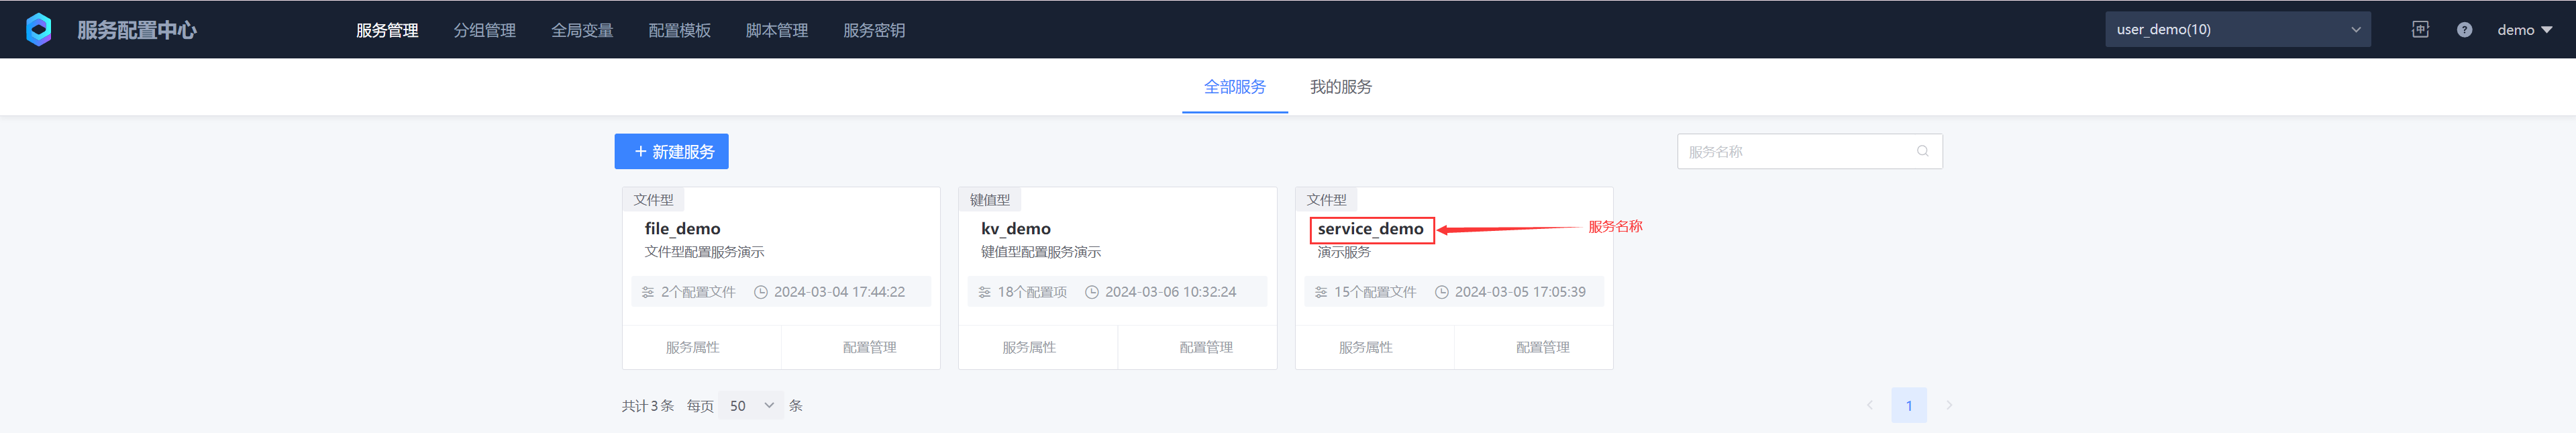 服务配置中心 服务管理 分组管理 全局变量 配置模板 脚本管理 服务密钥 user_demo(10) 中 ? demo
全部服务 我的服务
+ 新建服务 服务名称
文件型 键值型 文件型
file_demo kv_demo service_demo 服务名称
文件型配置服务演示 键值型配置服务演示 演示服务
2个配置文件 2024-03-04 17:44:22 18个配置项 2024-03-06 10:32:24 15个配置文件 2024-03-05 17:05:39
服务属性 配置管理 服务属性 配置管理 服务属性 配置管理
共计3条 每页 50 条 1